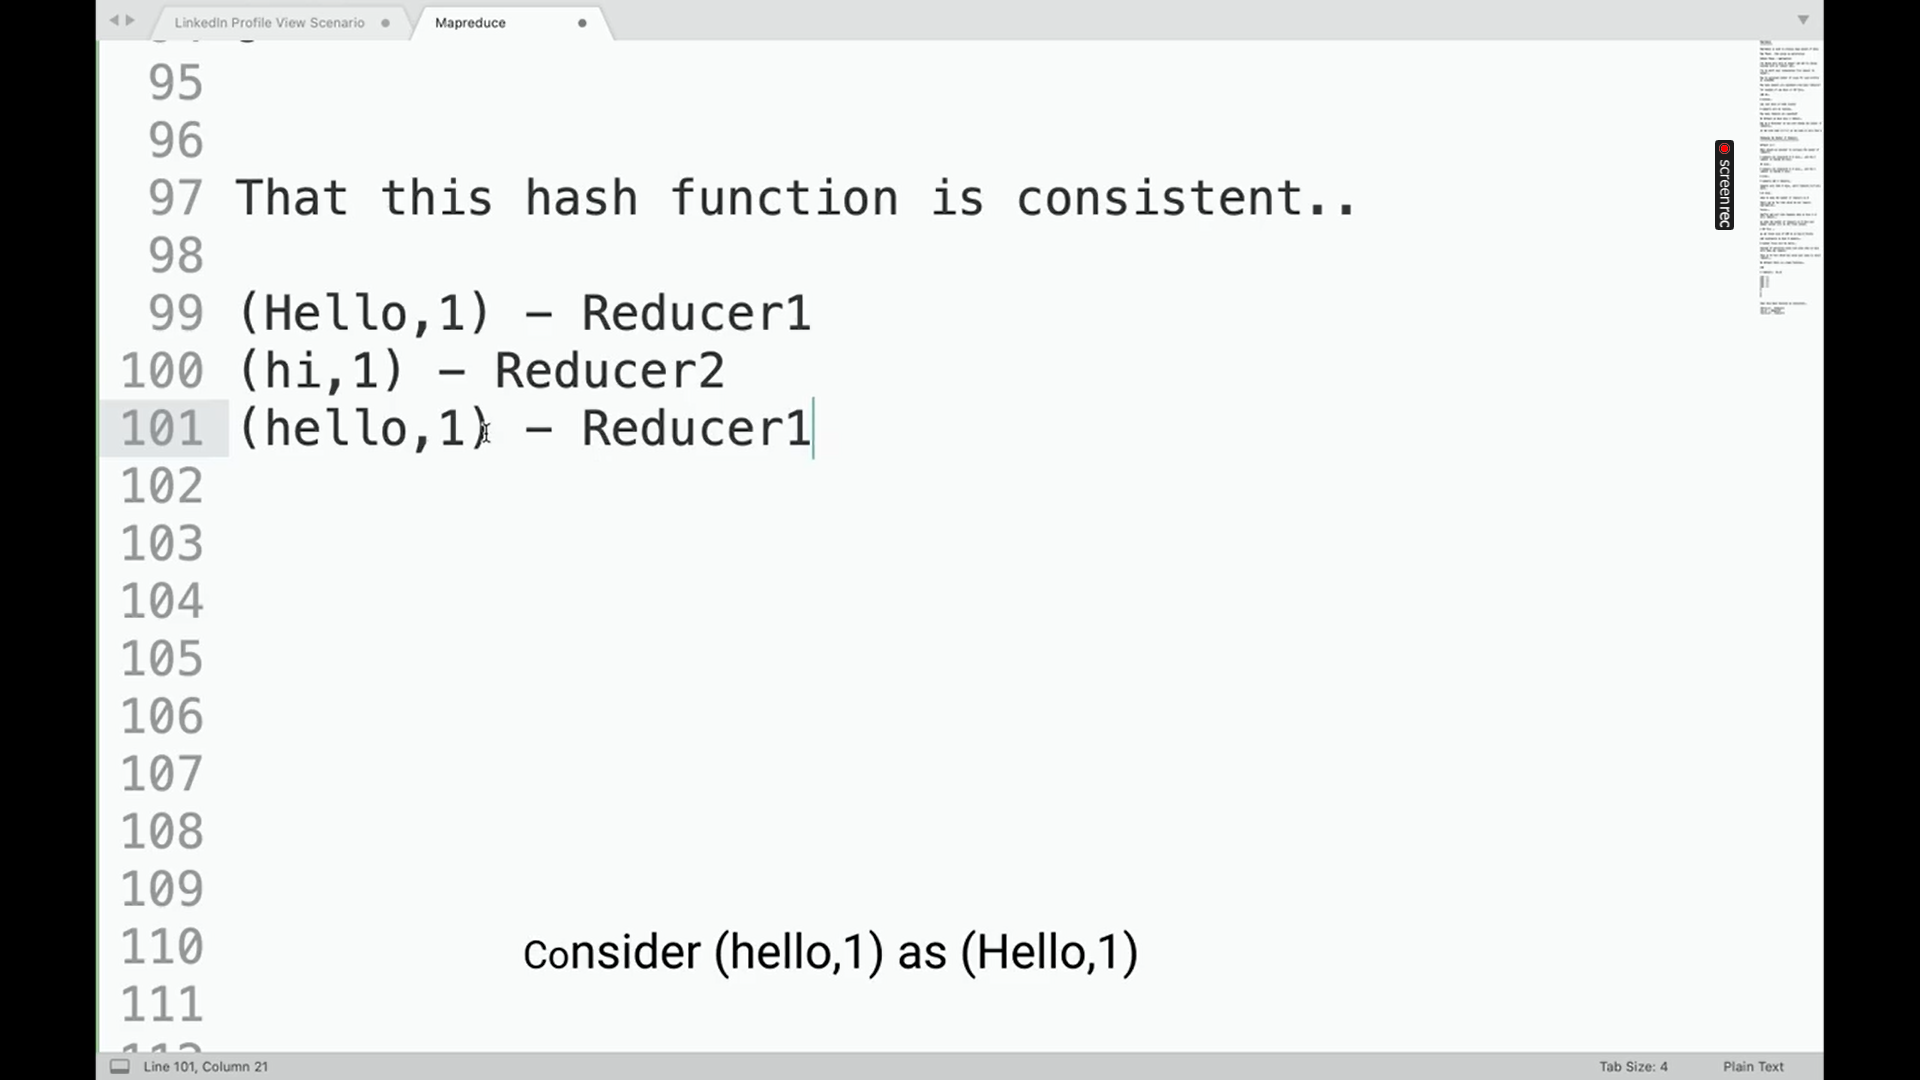 LinkedIn Profile View Scenario
Mapreduce
95
96
97 That this hash function is consistent..
98
99 (Hello,1) – Reducer1
100 (hi,1) – Reducer2
101 (hello,1) – Reducer1
102
103
104
105
106
107
108
109
110
111
Consider (hello,1) as (Hello,1)
screenrec
Line 101, Column 21
Tab Size: 4
Plain Text